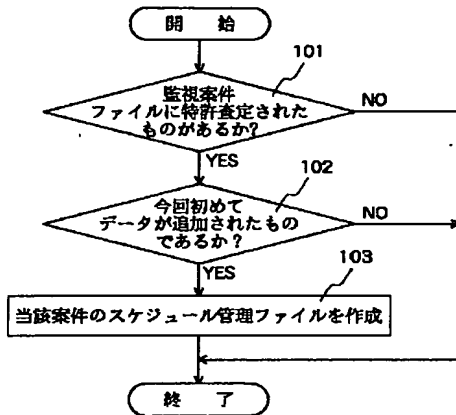 開 始
101
監視案件
ファイルに特許査定された
ものがあるか?
NO
YES
102
今回初めて
データが追加されたもの
であるか？
NO
YES
103
当該案件のスケジュール管理ファイルを作成
終 了